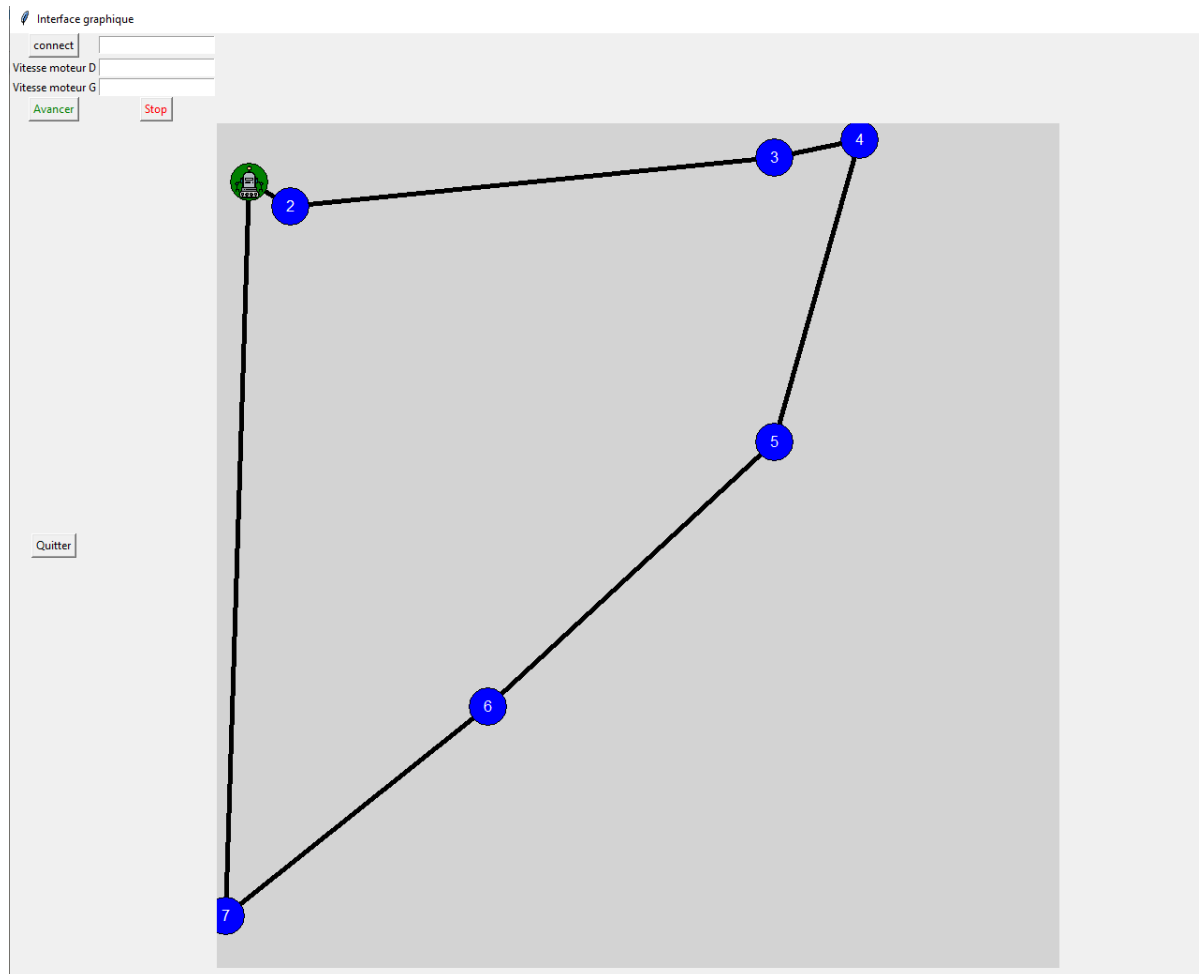 Interface graphique
connect
Vitesse moteur D
Vitesse moteur G
Avancer Stop
4
3
2
5
Quitter
6
7